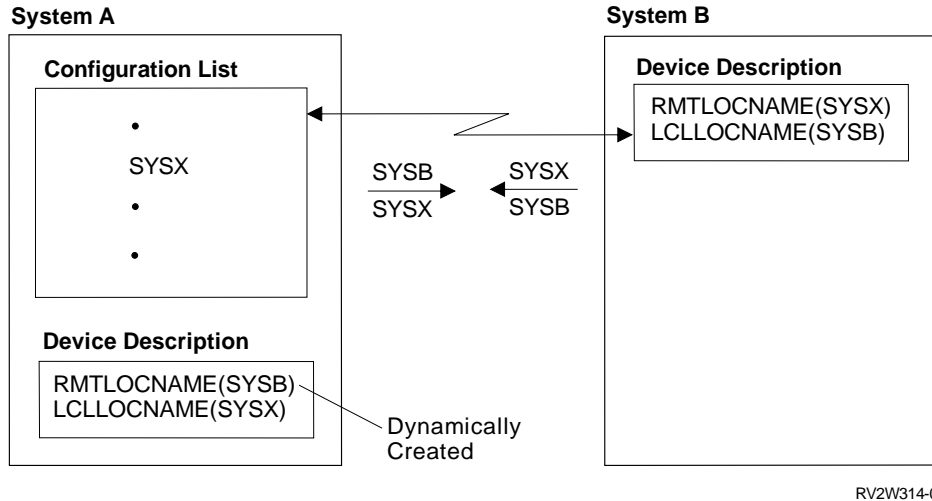 System A
System B
Configuration List
SYSX
Device Description
RMTLOCNAME(SYSB)
LCLLOCNAME(SYSX)
Dynamically
Created
SYSB
SYSX
SYSX
SYSB
Device Description
RMTLOCNAME(SYSX)
LCLLOCNAME(SYSB)